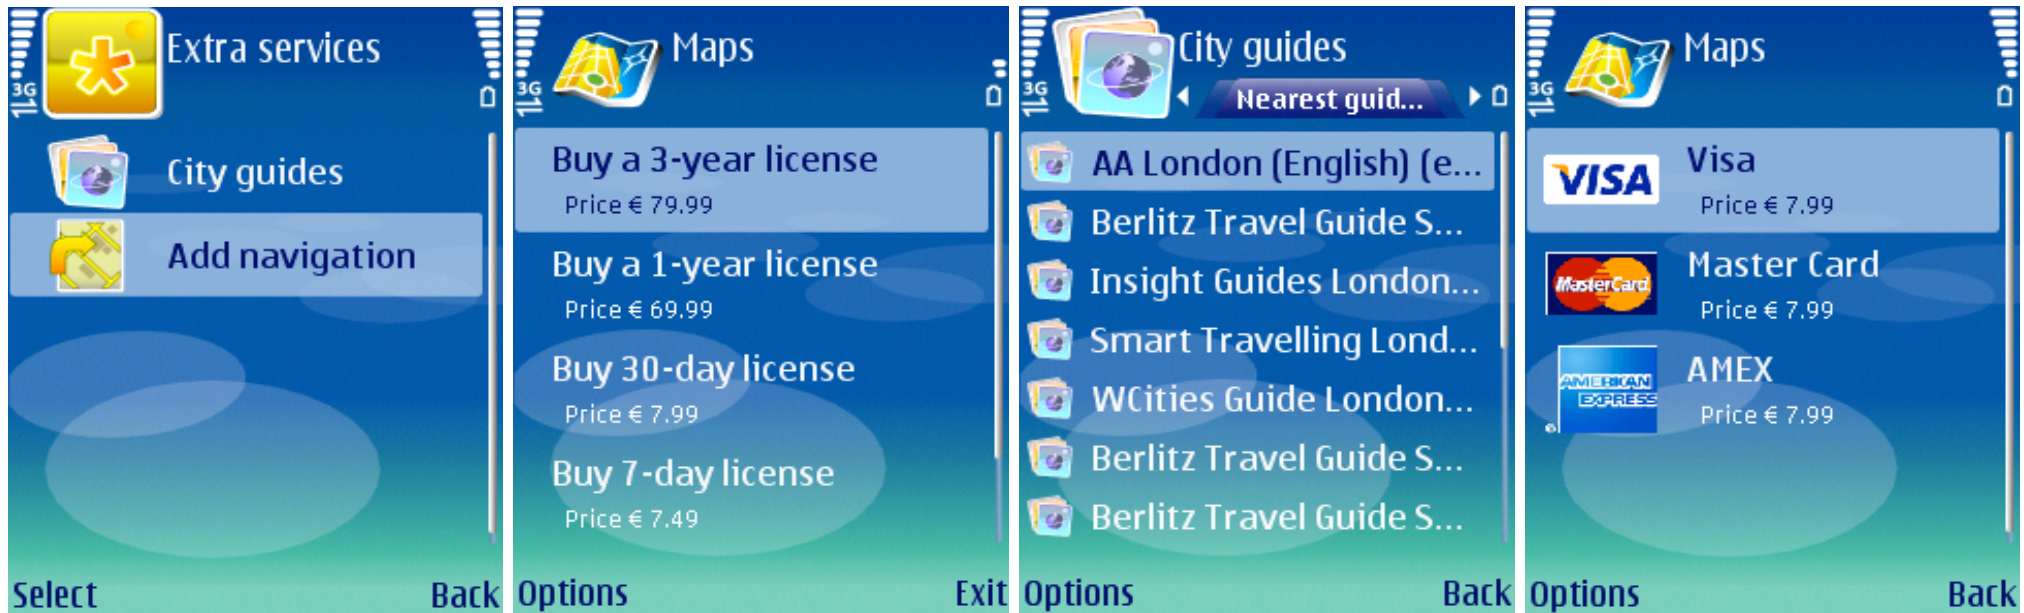 3G
Extra services
City guides
Add navigation
Select
Back
3G
Maps
Buy a 3-year license
Price € 79.99
Buy a 1-year license
Price € 69.99
Buy 30-day license
Price € 7.99
Buy 7-day license
Price € 7.49
Options
Exit
3G
City guides
Nearest guid...
AA London (English) (e...
Berlitz Travel Guide S...
Insight Guides London...
Smart Travelling Lond...
WCities Guide London...
Berlitz Travel Guide S...
Berlitz Travel Guide S...
Options
Back
3G
Maps
VISA
Visa
Price € 7.99
MasterCard
Master Card
Price € 7.99
AMERICAN
EXPRESS
AMEX
Price € 7.99
Options
Back